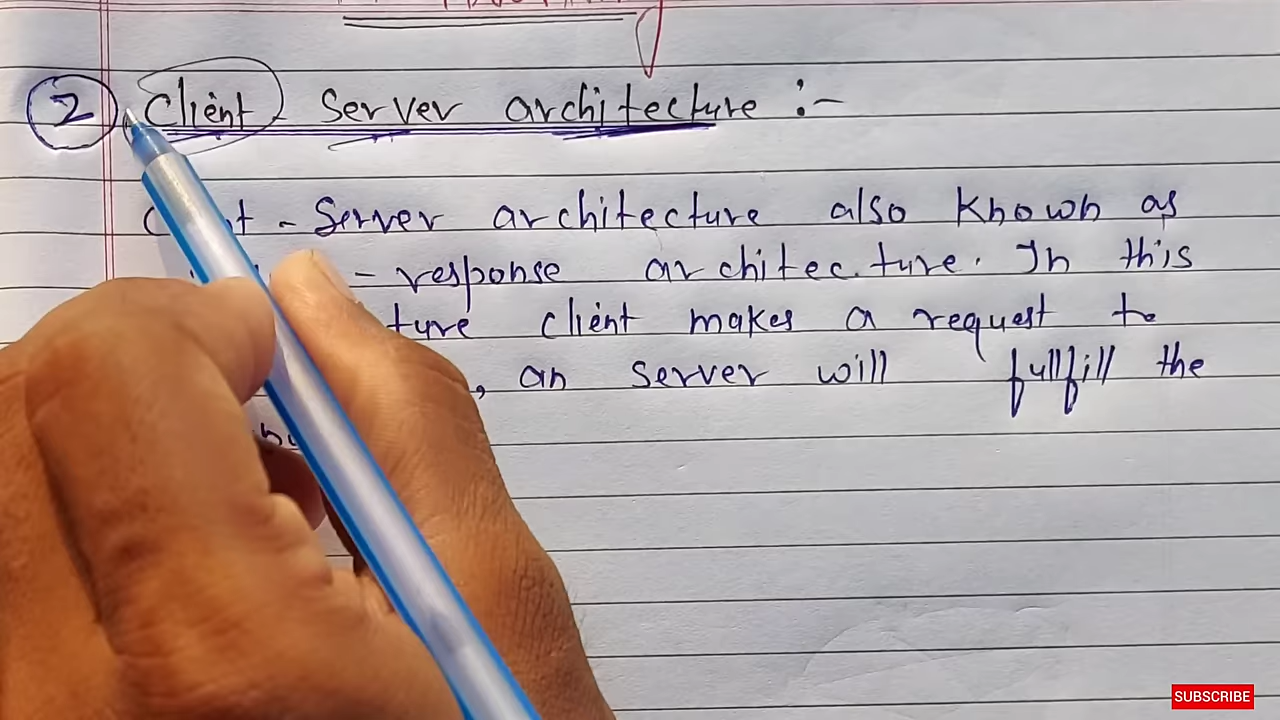 ② Client - Server architecture :-
- Server architecture also known as
- response architecture. In this
client makes a request to
, an server will fullfill the
SUBSCRIBE